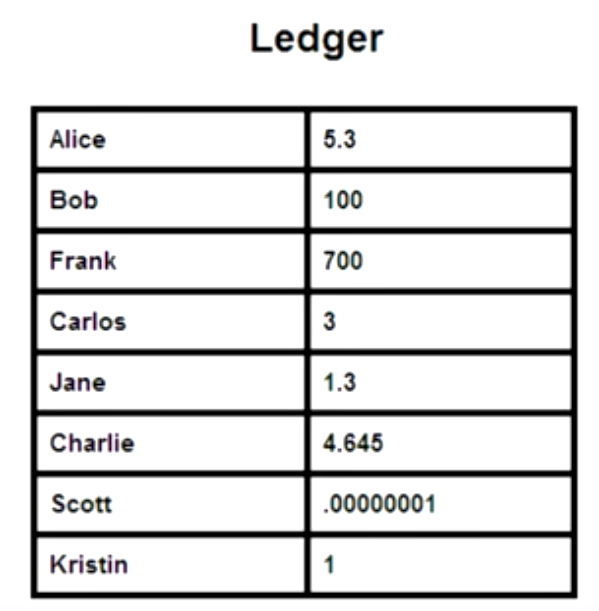 Ledger
Alice 5.3
Bob 100
Frank 700
Carlos 3
Jane 1.3
Charlie 4.645
Scott .00000001
Kristin 1